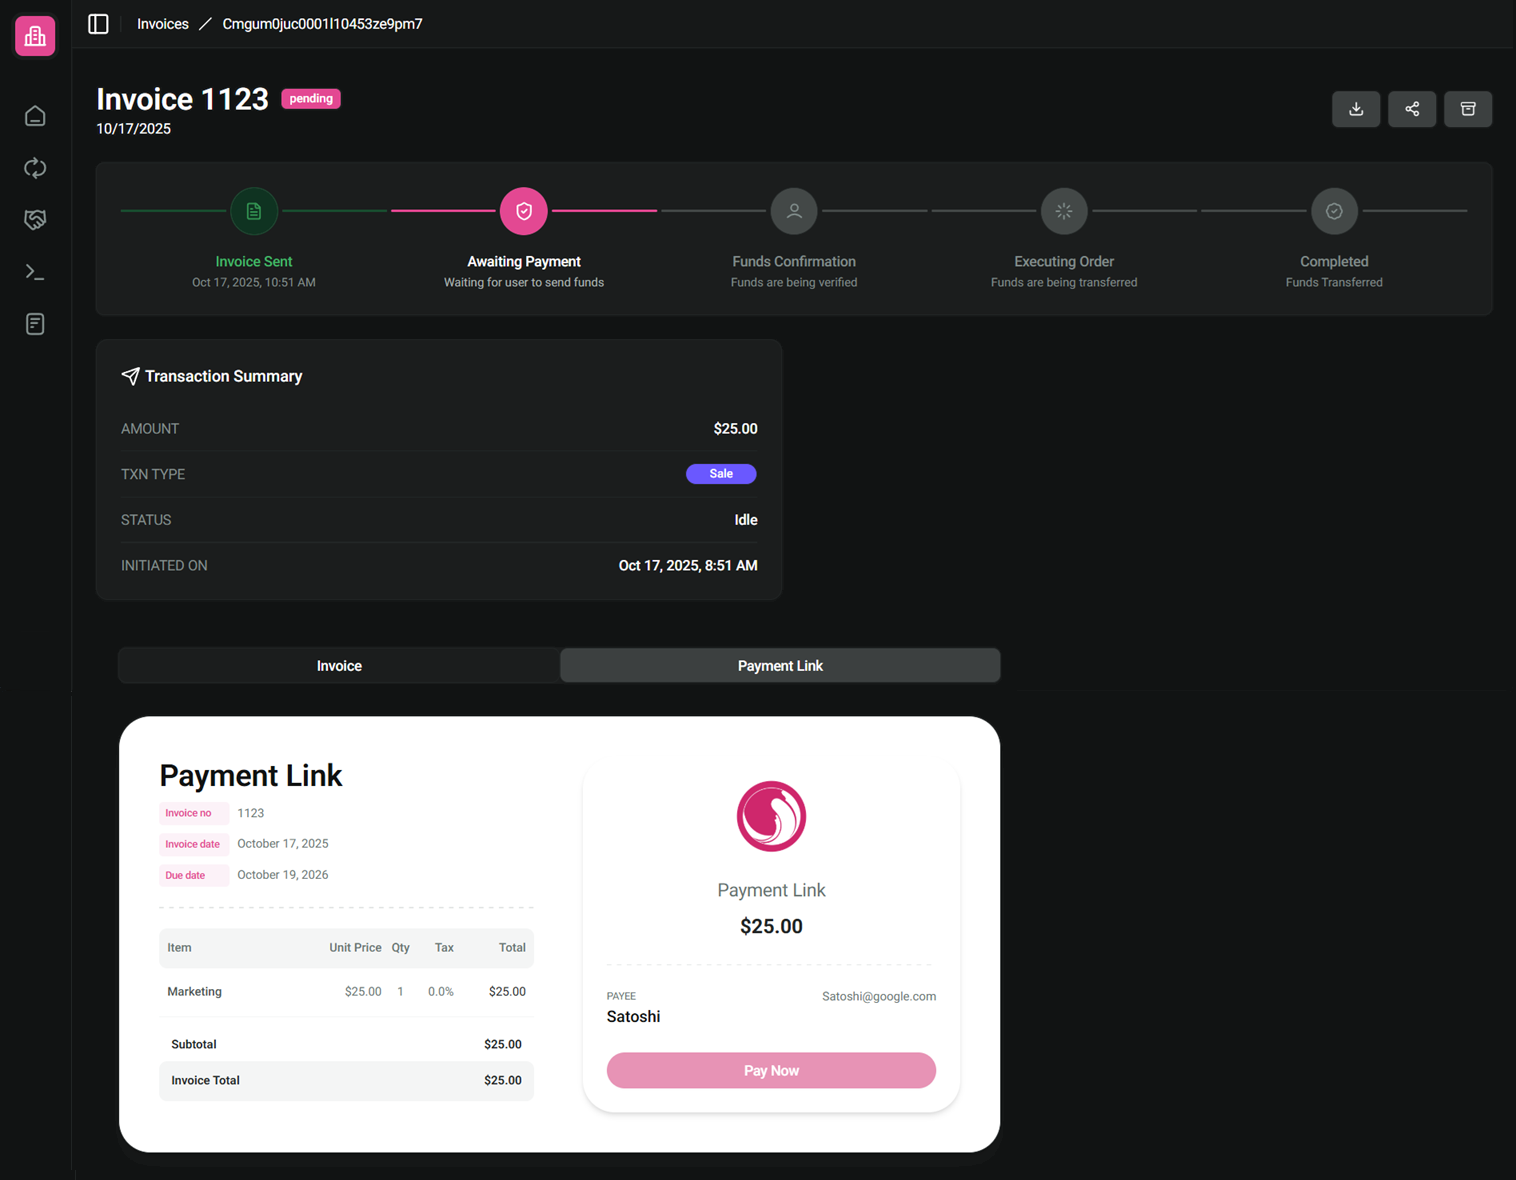 Invoices / Cmgum0juc0001l10453ze9pm7
Invoice 1123 pending
10/17/2025
Invoice Sent
Oct 17, 2025, 10:51 AM
Awaiting Payment
Waiting for user to send funds
Funds Confirmation
Funds are being verified
Executing Order
Funds are being transferred
Completed
Funds Transferred
Transaction Summary
AMOUNT $25.00
TXN TYPE Sale
STATUS Idle
INITIATED ON Oct 17, 2025, 8:51 AM
Invoice Payment Link
Payment Link
Invoice no 1123
Invoice date October 17, 2025
Due date October 19, 2026
Item Unit Price Qty Tax Total
Marketing $25.00 1 0.0% $25.00
Subtotal $25.00
Invoice Total $25.00
Payment Link
$25.00
PAYEE Satoshi@google.com
Satoshi
Pay Now